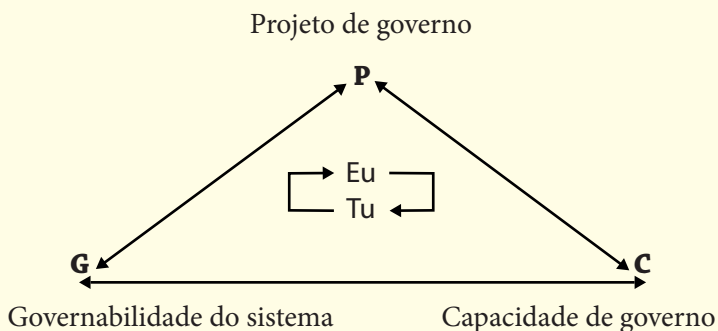 Projeto de governo
P
Eu
Tu
G
C
Governabilidade do sistema
Capacidade de governo